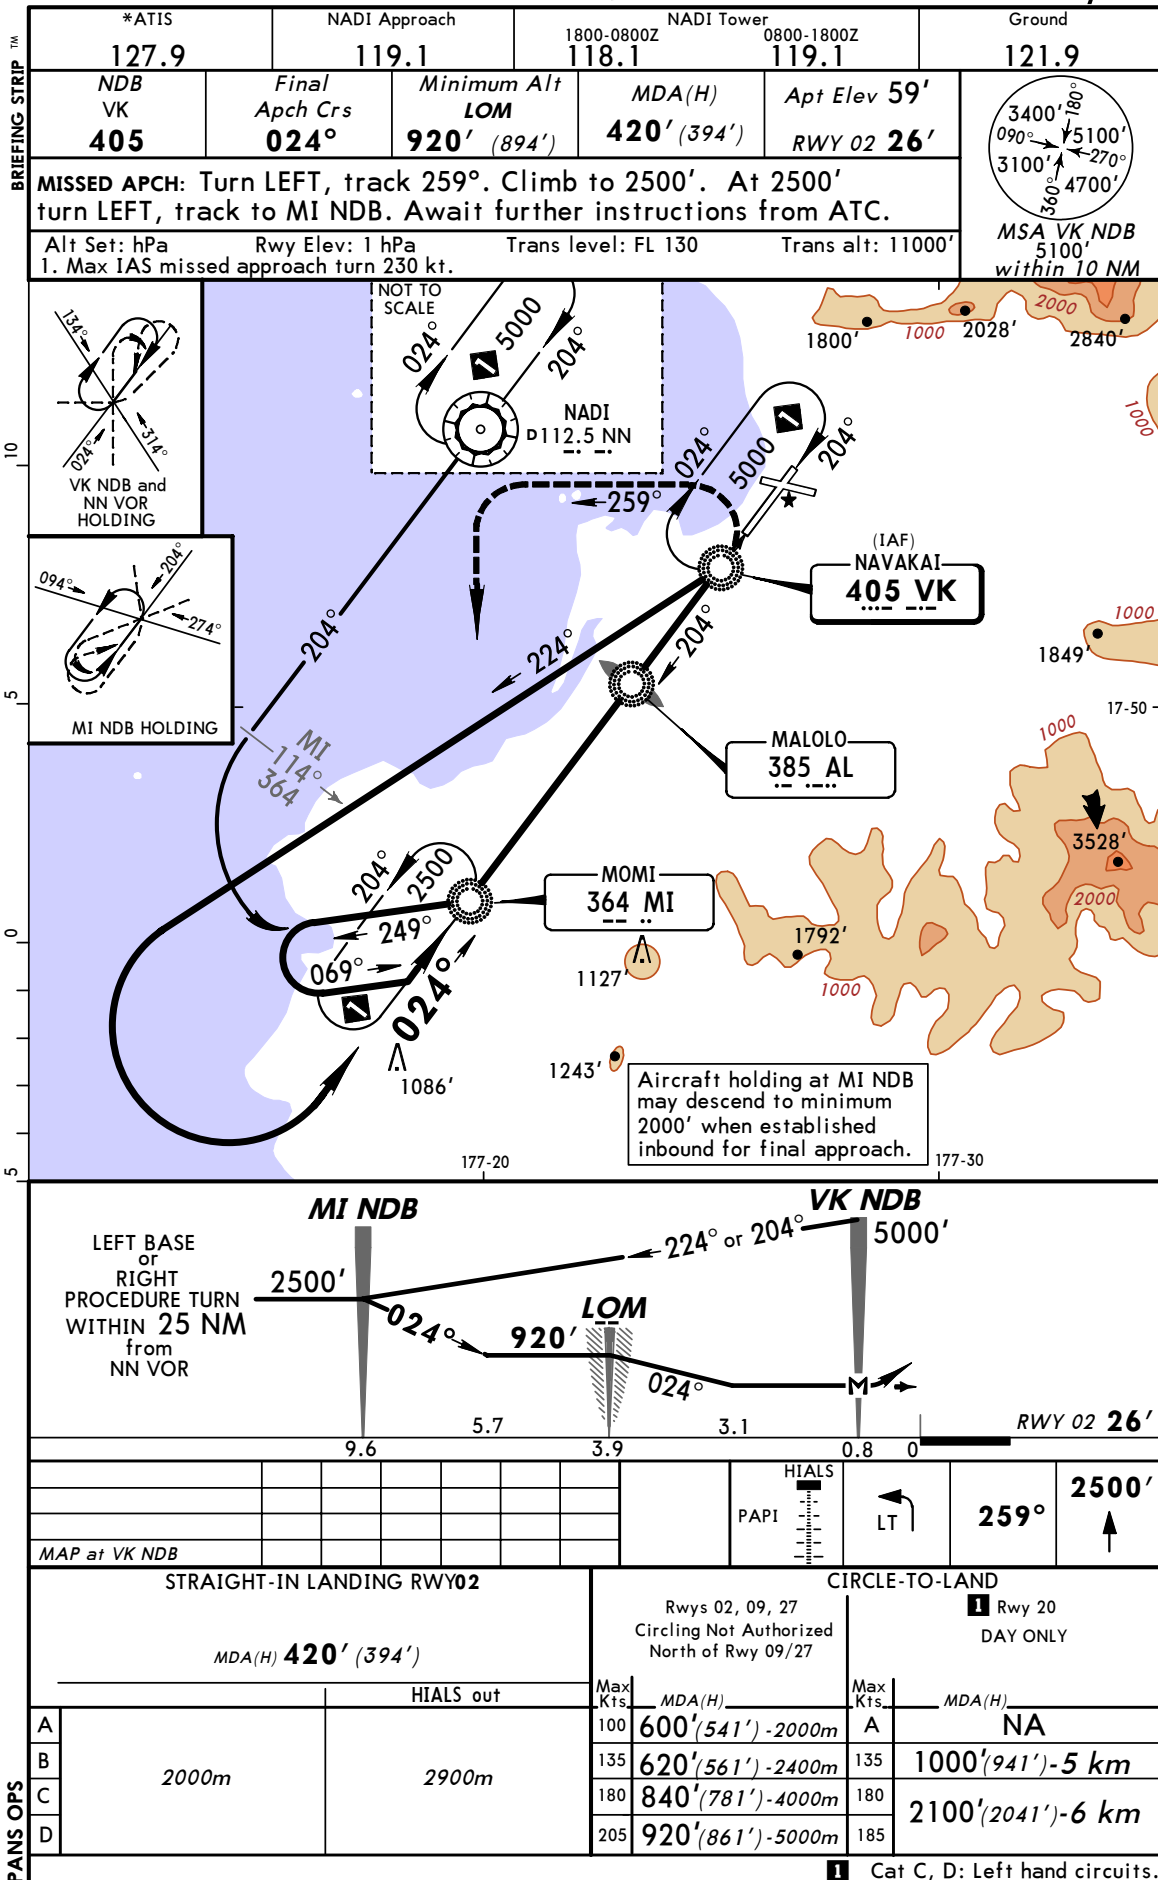 BRIEFING STRIP TM
*ATIS
127.9
NADI Approach
119.1
NADI Tower
1800-0800Z 0800-1800Z
118.1 119.1
Ground
121.9
NDB
VK
405
Final
Apch Crs
024°
Minimum Alt
LOM
920' (894')
MDA(H)
420' (394')
Apt Elev 59'
RWY 02 26'
MISSED APCH: Turn LEFT, track 259°. Climb to 2500'. At 2500'
turn LEFT, track to MI NDB. Await further instructions from ATC.
Alt Set: hPa Rwy Elev: 1 hPa Trans level: FL 130 Trans alt: 11000'
1. Max IAS missed approach turn 230 kt.
3400'
180°
090°
5100'
3100'
270°
4700'
360°
MSA VK NDB
5100'
within 10 NM
134°
024°
314°
VK NDB and
NN VOR
HOLDING
094°
204°
274°
MI NDB HOLDING
NOT TO
SCALE
024°
1
5000
204°
NADI
D112.5 NN
1800'
1000
2028'
2000
2840'
1000
10
5
0
5
024°
5000
1
204°
259°
(IAF)
NAVAKAI
405 VK
204°
204°
224°
MALOLO
385 AL
MI
114°
364
1000
1849'
17-50
1000
3528'
2000
204°
2500
MOMI
364 MI
249°
069°
1
024°
1127'
1792'
1000
1086'
1243'
Aircraft holding at MI NDB
may descend to minimum
2000' when established
inbound for final approach.
177-20
177-30
MI NDB
VK NDB
LEFT BASE
or
RIGHT
PROCEDURE TURN
WITHIN 25 NM
from
NN VOR
2500'
224° or 204°
5000'
024°
920'
LOM
024°
M
5.7
3.1
RWY 02 26'
9.6
3.9
0.8
0
MAP at VK NDB
HIALS
PAPI
LT
259°
2500'
STRAIGHT-IN LANDING RWY02
MDA(H) 420' (394')
HIALS out
A
B
C
D
2000m
2900m
CIRCLE-TO-LAND
Rwys 02, 09, 27
Circling Not Authorized
North of Rwy 09/27
1 Rwy 20
DAY ONLY
Max
Kts
MDA(H)
Max
Kts
MDA(H)
100 600'(541') -2000m A NA
135 620'(561') -2400m 135 1000'(941')-5 km
180 840'(781') -4000m 180
2100'(2041')-6 km
205 920'(861') -5000m 185
PANS OPS
1 Cat C, D: Left hand circuits.